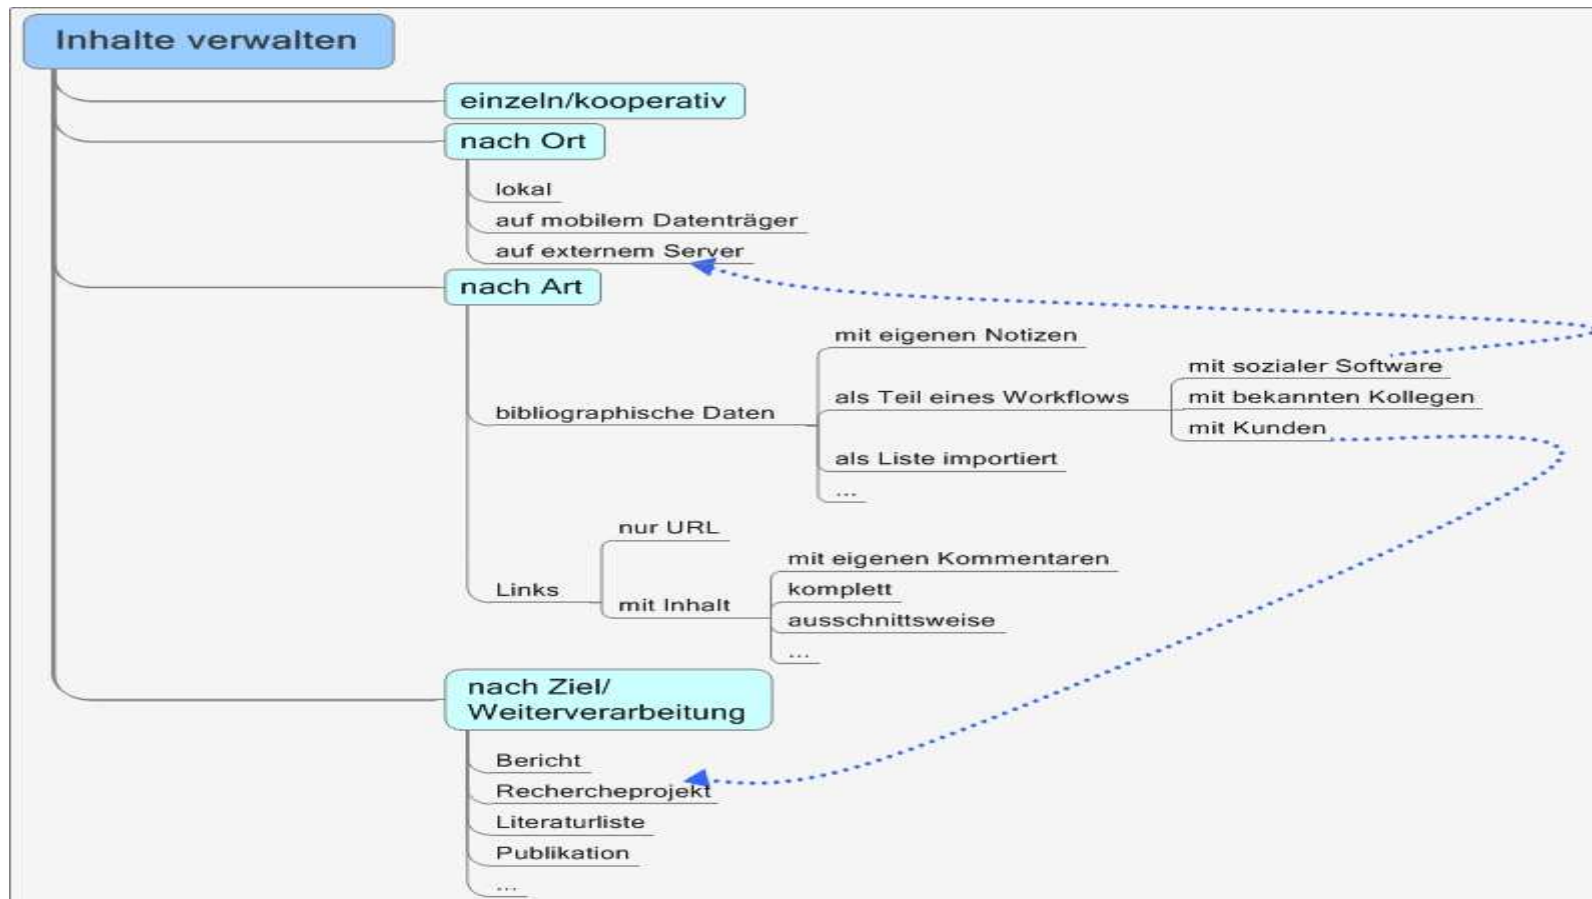 Inhalte verwalten
einzeln/kooperativ
nach Ort
lokal
auf mobilem Datenträger
auf externem Server
nach Art
bibliographische Daten
mit eigenen Notizen
als Teil eines Workflows
mit sozialer Software
mit bekannten Kollegen
mit Kunden
als Liste importiert
...
Links
nur URL
mit Inhalt
mit eigenen Kommentaren
komplett
ausschnittsweise
...
nach Ziel/
Weiterverarbeitung
Bericht
Rechercheprojekt
Literaturliste
Publikation
...